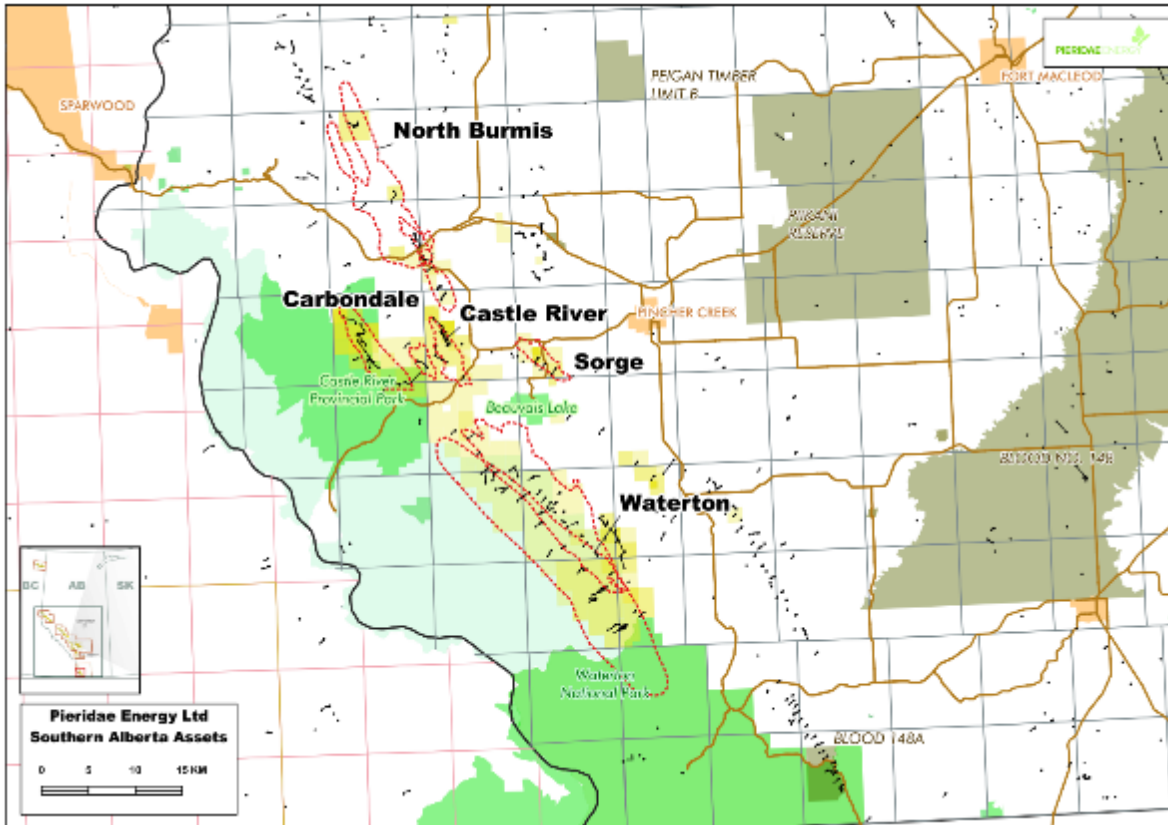 PIERIDAE ENERGY
PEIGAN TIMBER
LIMIT B
FORT MACLEOD
SPARWOOD
North Burmis
PIIKANI
RESERVE
Carbondale
Castle River
PINCHER CREEK
Sorge
Castle River
Provincial Park
Beauvais Lake
BLOOD NO. 148
Waterton
BC
AB
SK
Waterton
National Park
Pieridae Energy Ltd
Southern Alberta Assets
0 5 10 15 KM
BLOOD 148A